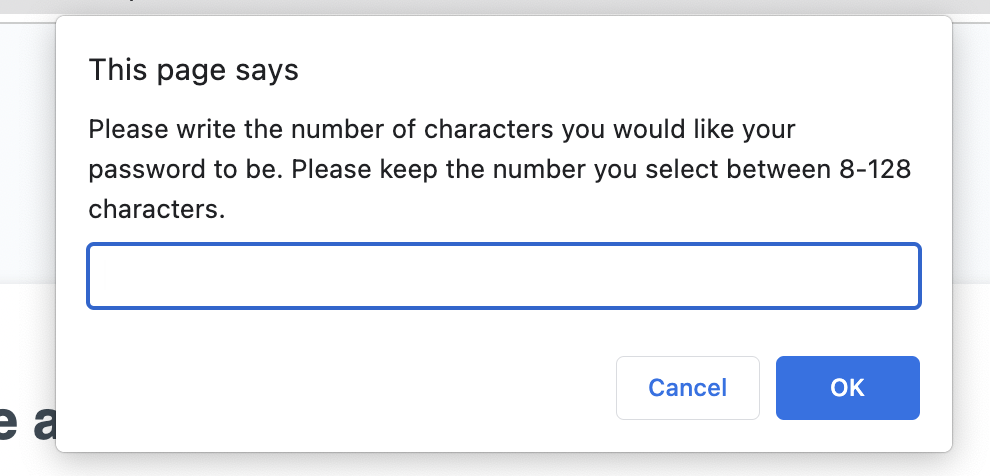 This page says
Please write the number of characters you would like your
password to be. Please keep the number you select between 8-128
characters.
Cancel
OK
e a